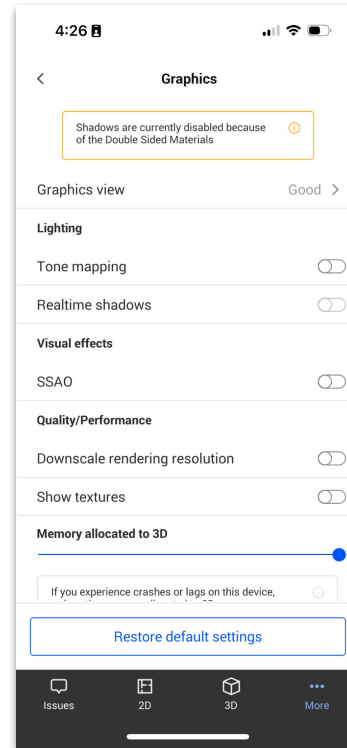 4:26
Graphics
Shadows are currently disabled because
of the Double Sided Materials
Graphics view Good
Lighting
Tone mapping
Realtime shadows
Visual effects
SSAO
Quality/Performance
Downscale rendering resolution
Show textures
Memory allocated to 3D
If you experience crashes or lags on this device,
Restore default settings
Issues 2D 3D More